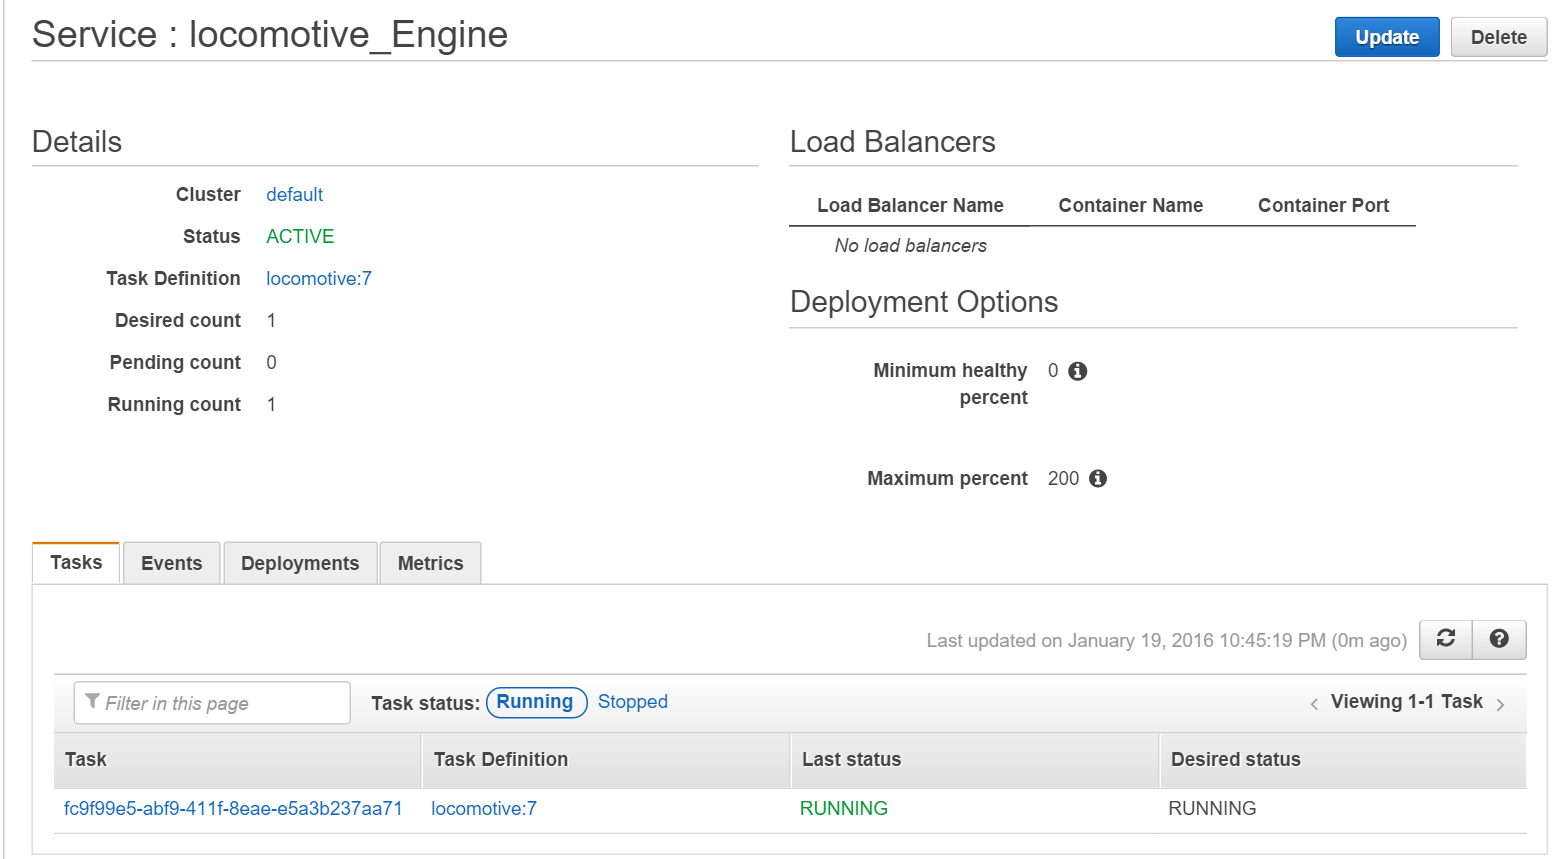 Service : locomotive_Engine
Update Delete
Details
Cluster default
Status ACTIVE
Task Definition locomotive:7
Desired count 1
Pending count 0
Running count 1
Load Balancers
Load Balancer Name Container Name Container Port
No load balancers
Deployment Options
Minimum healthy 0
percent
Maximum percent 200
Tasks Events Deployments Metrics
Last updated on January 19, 2016 10:45:19 PM (0m ago)
Filter in this page Task status: Running Stopped < Viewing 1-1 Task >
Task Task Definition Last status Desired status
fc9f99e5-abf9-411f-8eae-e5a3b237aa71 locomotive:7 RUNNING RUNNING